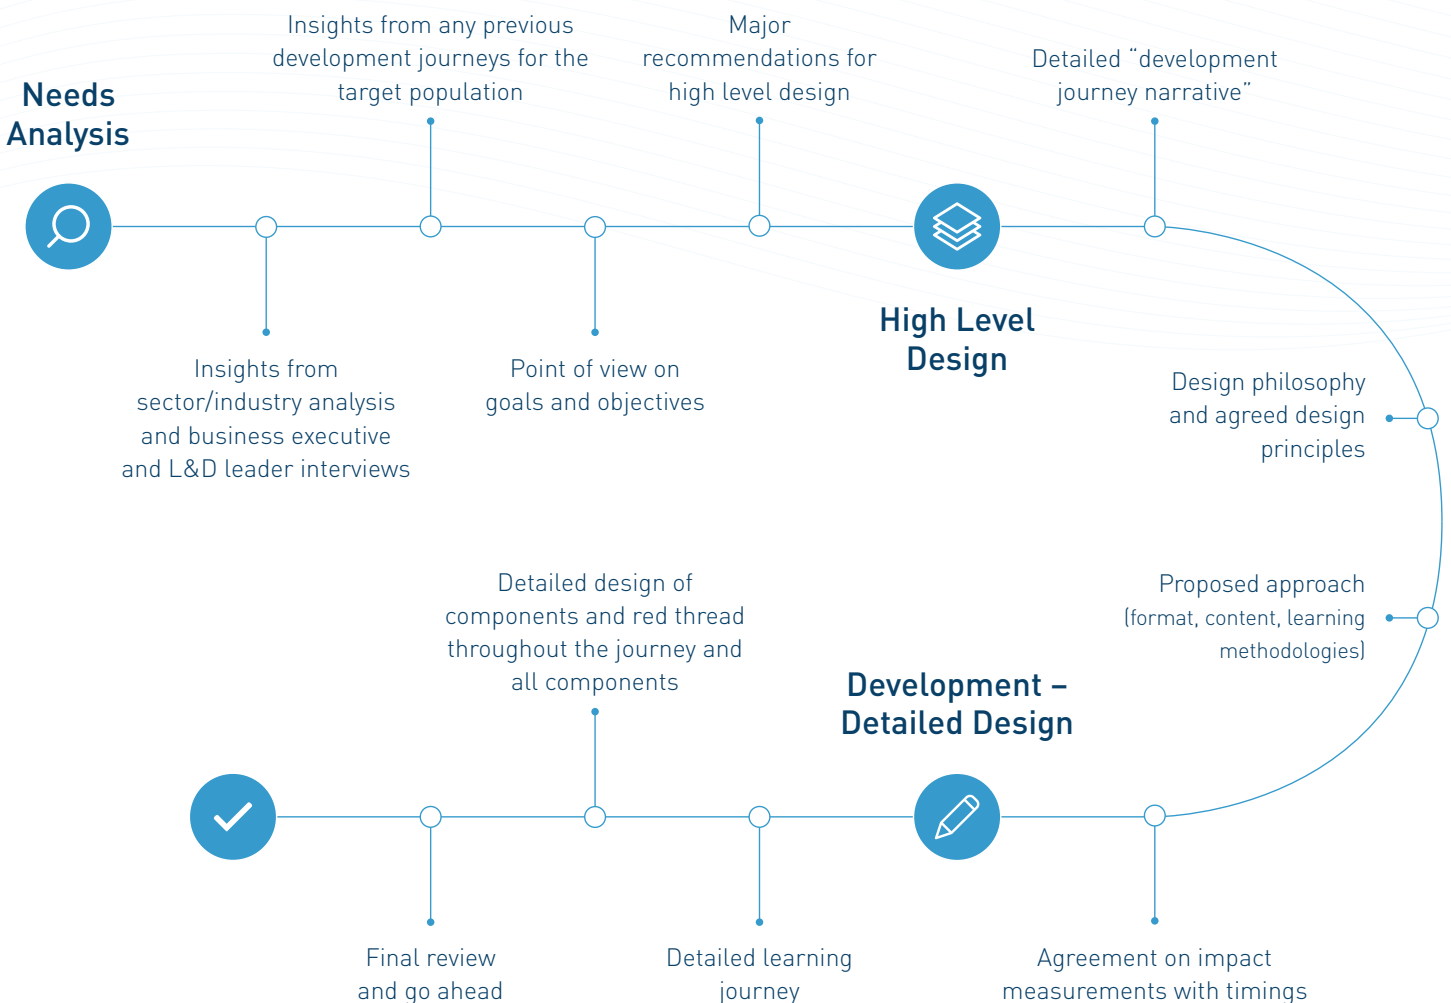 Needs
Analysis
Insights from
sector/industry analysis
and business executive
and L&D leader interviews
Insights from any previous
development journeys for the
target population
Point of view on
goals and objectives
Major
recommendations for
high level design
High Level
Design
Detailed “development
journey narrative”
Design philosophy
and agreed design
principles
Proposed approach
(format, content, learning
methodologies)
Agreement on impact
measurements with timings
Development –
Detailed Design
Detailed learning
journey
Detailed design of
components and red thread
throughout the journey and
all components
Final review
and go ahead